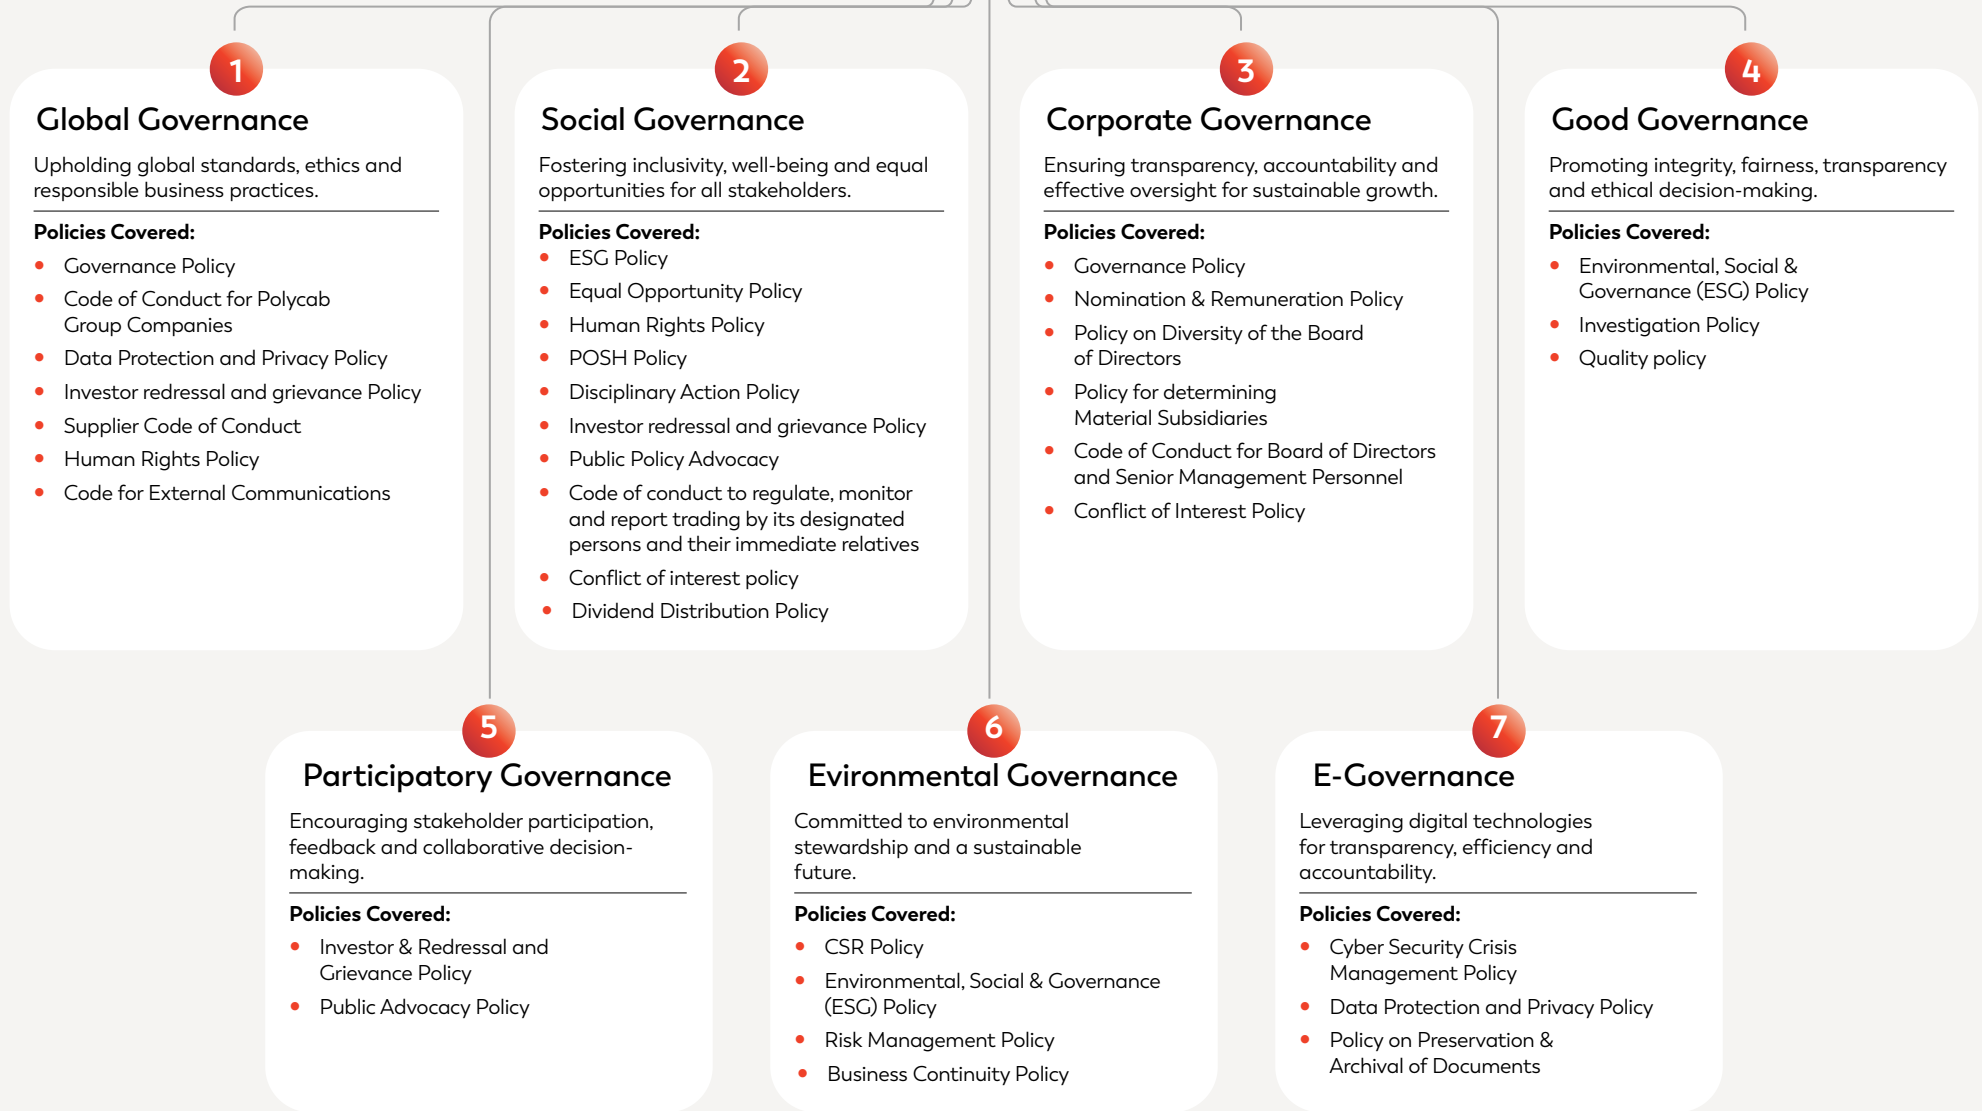 1
Global Governance
Upholding global standards, ethics and
responsible business practices.
Policies Covered:
• Governance Policy
• Code of Conduct for Polycab
Group Companies
• Data Protection and Privacy Policy
• Investor redressal and grievance Policy
• Supplier Code of Conduct
• Human Rights Policy
• Code for External Communications
2
Social Governance
Fostering inclusivity, well-being and equal
opportunities for all stakeholders.
Policies Covered:
• ESG Policy
• Equal Opportunity Policy
• Human Rights Policy
• POSH Policy
• Disciplinary Action Policy
• Investor redressal and grievance Policy
• Public Policy Advocacy
• Code of conduct to regulate, monitor
and report trading by its designated
persons and their immediate relatives
• Conflict of interest policy
• Dividend Distribution Policy
3
Corporate Governance
Ensuring transparency, accountability and
effective oversight for sustainable growth.
Policies Covered:
• Governance Policy
• Nomination & Remuneration Policy
• Policy on Diversity of the Board
of Directors
• Policy for determining
Material Subsidiaries
• Code of Conduct for Board of Directors
and Senior Management Personnel
• Conflict of Interest Policy
4
Good Governance
Promoting integrity, fairness, transparency
and ethical decision-making.
Policies Covered:
• Environmental, Social &
Governance (ESG) Policy
• Investigation Policy
• Quality policy
5
Participatory Governance
Encouraging stakeholder participation,
feedback and collaborative decision-
making.
Policies Covered:
• Investor & Redressal and
Grievance Policy
• Public Advocacy Policy
6
Evironmental Governance
Committed to environmental
stewardship and a sustainable
future.
Policies Covered:
• CSR Policy
• Environmental, Social & Governance
(ESG) Policy
• Risk Management Policy
• Business Continuity Policy
7
E-Governance
Leveraging digital technologies
for transparency, efficiency and
accountability.
Policies Covered:
• Cyber Security Crisis
Management Policy
• Data Protection and Privacy Policy
• Policy on Preservation &
Archival of Documents